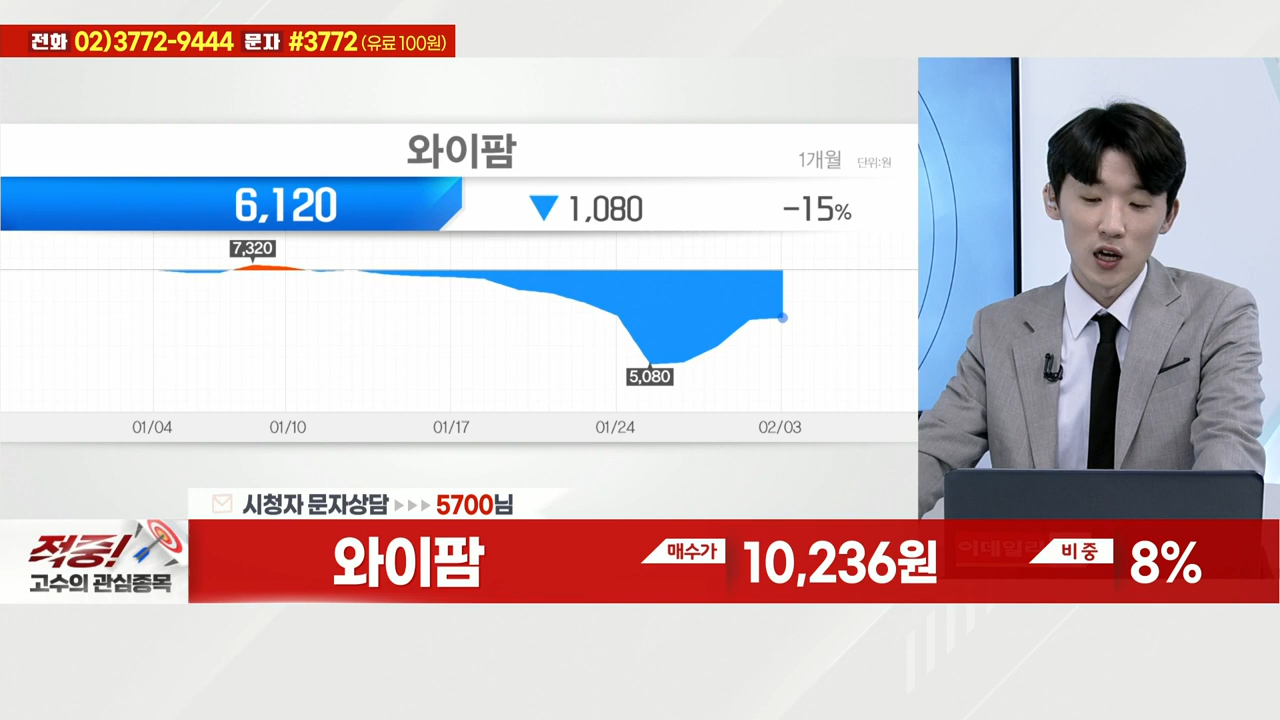 전화 02)3772-9444 문자 #3772 (유료 100원)
와이팜
1개월 단위:원
6,120 ▼ 1,080 -15%
7,320
5,080
01/04 01/10 01/17 01/24 02/03
시청자 문자상담 ▶▶▶ 5700님
적중!
고수의 관심종목
와이팜 매수가 10,236원 비중 8%
이데일리